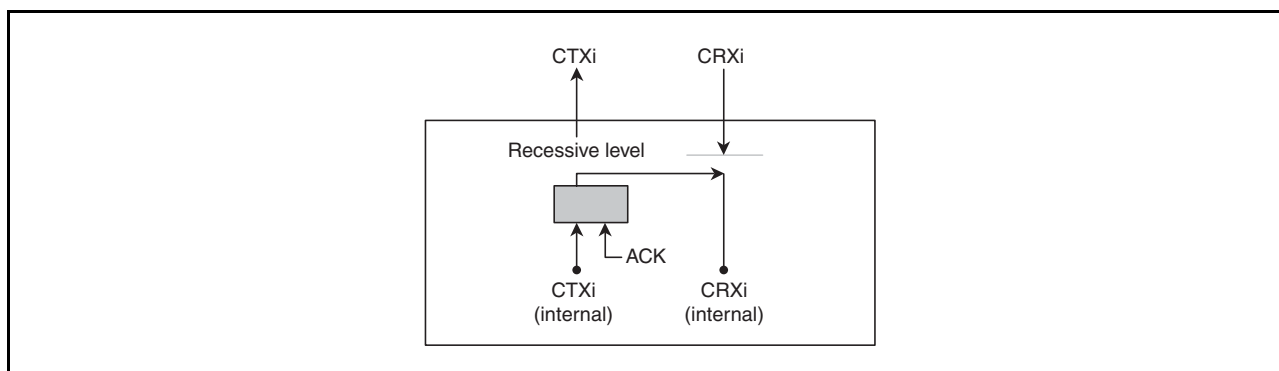 CTXi
CRXi
Recessive level
ACK
CTXi
(internal)
CRXi
(internal)